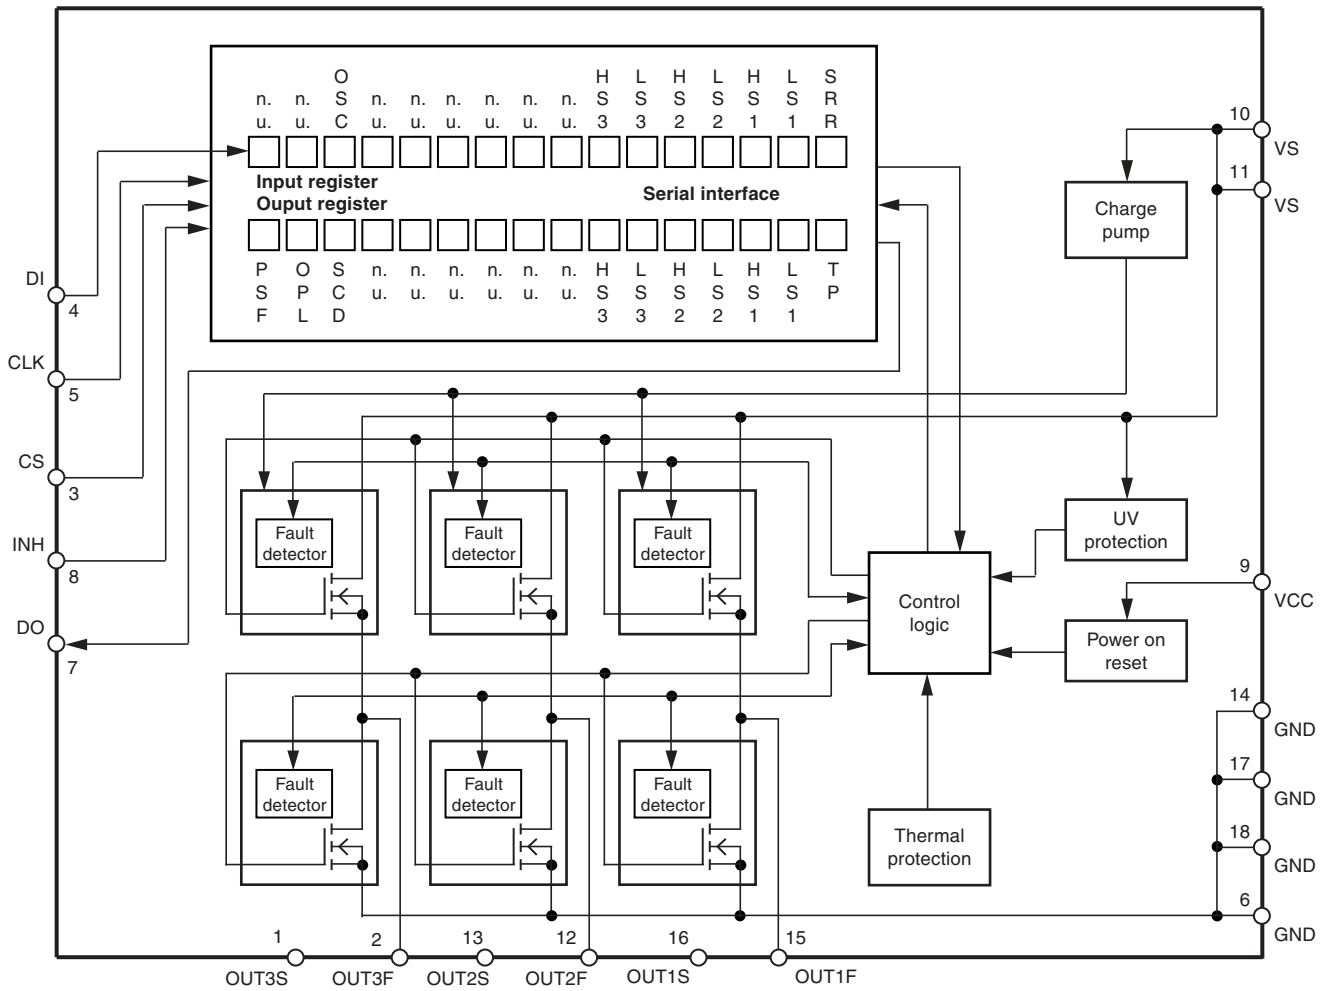 O
H L H L H L S
n. n. S n. n. n. n. n. n. S S S S S S R
u. u. C u. u. u. u. u. u. 3 3 2 2 1 1 R
Input register
Ouput register
Serial interface
P O S n. n. n. n. n. n. H L H L H L T
S P C u. u. u. u. u. u. S S S S S S P
F L D 3 3 2 2 1 1
10
VS
11
VS
Charge
pump
DI
4
CLK
5
CS
3
INH
8
DO
7
Fault
detector
Fault
detector
Fault
detector
UV
protection
Control
logic
9
VCC
Power on
reset
14
GND
17
GND
18
GND
6
GND
Fault
detector
Fault
detector
Fault
detector
Thermal
protection
1 2 13 12 16 15
OUT3S OUT3F OUT2S OUT2F OUT1S OUT1F